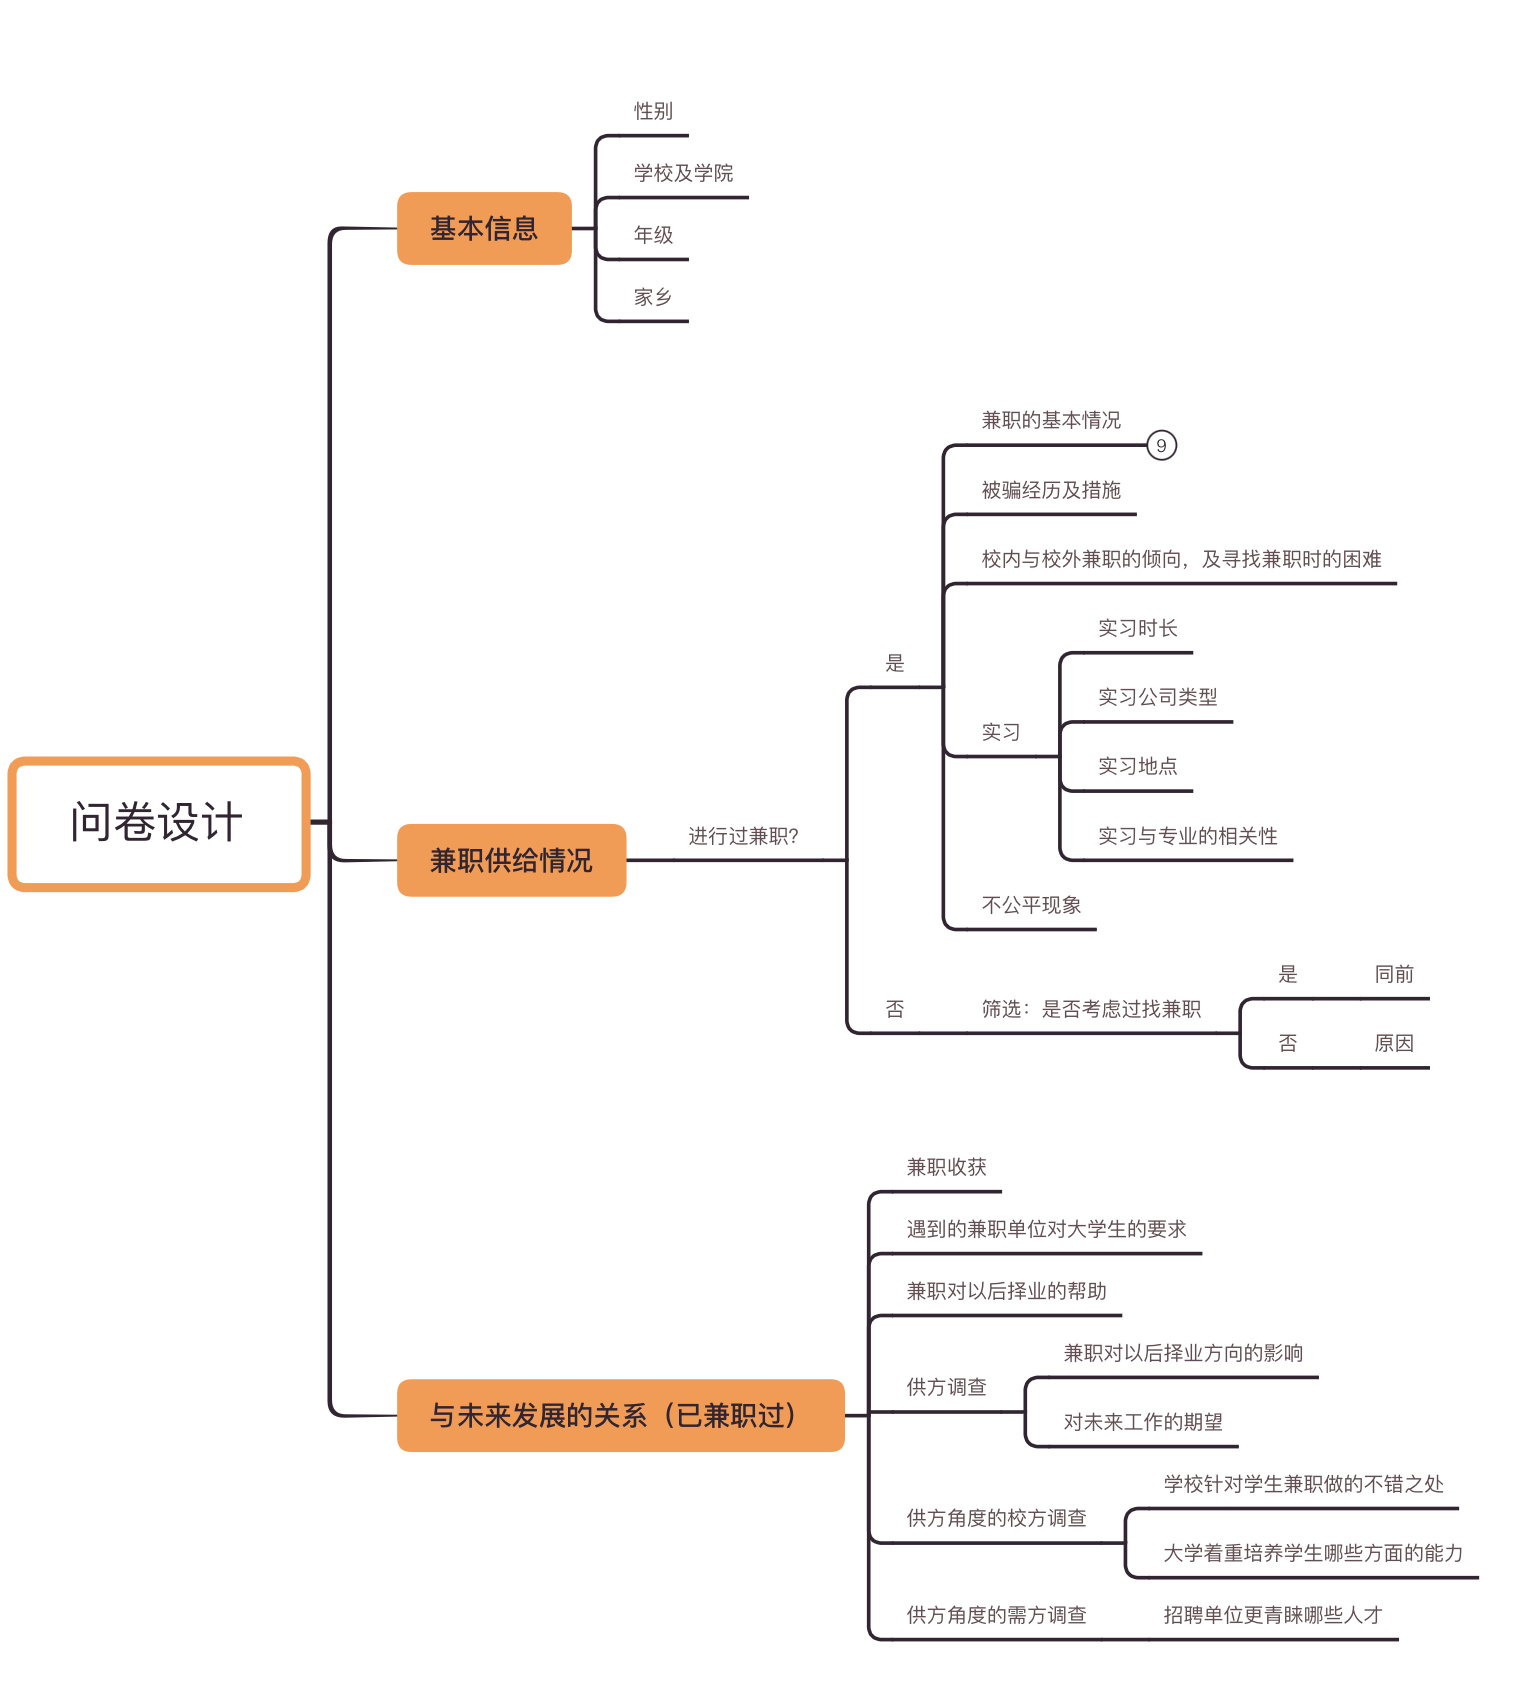 问卷设计
基本信息
性别
学校及学院
年级
家乡
兼职供给情况
进行过兼职？
是
兼职的基本情况
9
被骗经历及措施
校内与校外兼职的倾向，及寻找兼职时的困难
实习
实习时长
实习公司类型
实习地点
实习与专业的相关性
不公平现象
否
筛选：是否考虑过找兼职
是
同前
否
原因
与未来发展的关系（已兼职过）
兼职收获
遇到的兼职单位对大学生的要求
兼职对以后择业的帮助
供方调查
兼职对以后择业方向的影响
对未来工作的期望
供方角度的校方调查
学校针对学生兼职做的不错之处
大学着重培养学生哪些方面的能力
供方角度的需方调查
招聘单位更青睐哪些人才